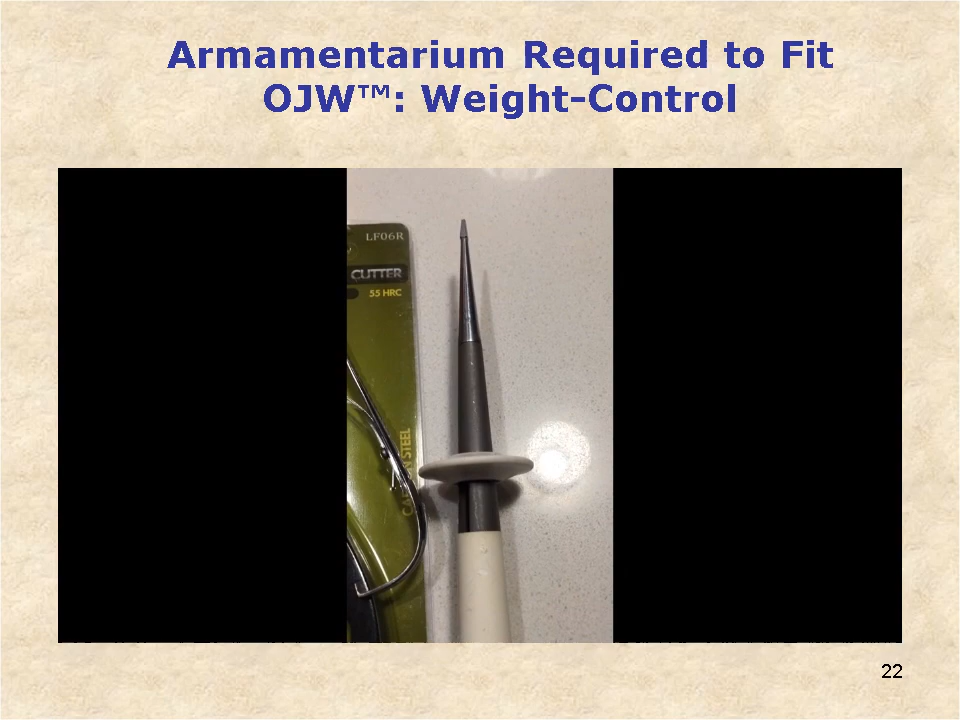 Armamentarium Required to Fit
OJW™: Weight-Control
LF06R
CUTTER
55 HRC
22